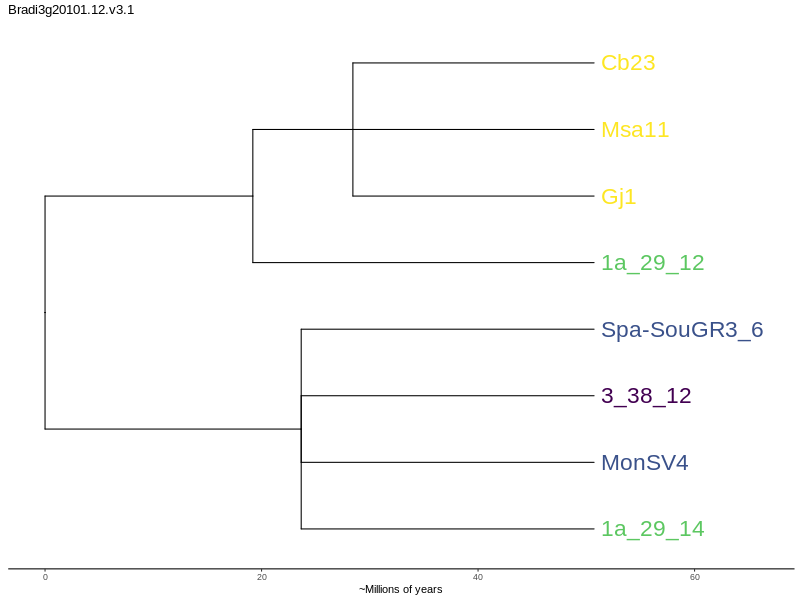 Bradi3g20101.12.v3.1
Cb23
Msa11
Gj1
1a_29_12
Spa-SouGR3_6
3_38_12
MonSV4
1a_29_14
0 20 40 60
~Millions of years